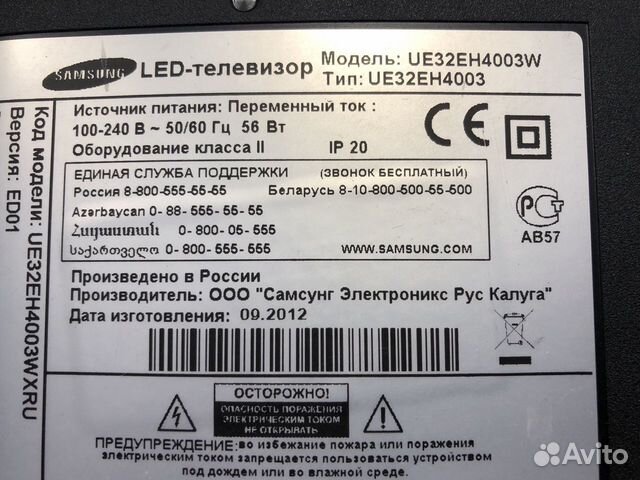 SAMSUNG
LED-телевизор
Модель: UE32EH4003W
Тип: UE32EH4003
Источник питания: Переменный ток :
100-240 В ~ 50/60 Гц 56 Вт
Оборудование класса II IP 20
CE
ЕДИНАЯ СЛУЖБА ПОДДЕРЖКИ (ЗВОНОК БЕСПЛАТНЫЙ)
Россия 8-800-555-55-55 Беларусь 8-10-800-500-55-500
Azərbaycan 0- 88- 555- 55- 55
Հայաստան 0- 800- 05- 555
საქართველო 0- 800- 555- 555 WWW.SAMSUNG.COM
РСТ
АВ57
Произведено в России
Производитель: ООО "Самсунг Электроникс Рус Калуга"
Дата изготовления: 09.2012
ОСТОРОЖНО!
ОПАСНОСТЬ ПОРАЖЕНИЯ
ЭЛЕКТРИЧЕСКИМ ТОКОМ
НЕ ОТКРЫВАТЬ
ПРЕДУПРЕЖДЕНИЕ:во избежание пожара или поражения
электрическим током запрещается пользоваться устройством
под дождем или во влажной среде.
Код модели: UE32EH4003WXRU
Версия: ED01
Avito